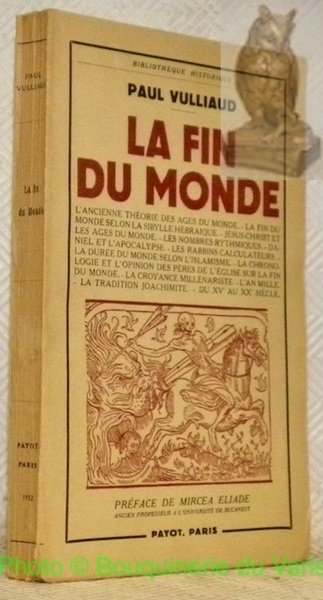 PAUL
VULLIAUD
La fin
du Monde
PAYOT
PARIS
1952
BIBLIOTHÈQUE HISTORIQUE
PAUL VULLIAUD
LA FIN
DU MONDE
L'ANCIENNE THÉORIE DES AGES DU MONDE. - LA FIN DU
MONDE SELON LA SIBYLLE HEBRAIQUE. - JESUS-CHRIST ET
LES AGES DU MONDE. - LES NOMBRES RYTHMIQUES. - DA-
NIEL ET L'APOCALYPSE. - LES RABBINS CALCULATEURS. -
LA DURÉE DU MONDE SELON L'ISLAMISME. - LA CHRONO-
LOGIE ET L'OPINION DES PERES DE L'ÉGLISE SUR LA FIN
DU MONDE. - LA CROYANCE MILLÉNARISTE. - L'AN MILLE.
- LA TRADITION JOACHIMITE. - DU XVe AU XXe SIÈCLE.
PRÉFACE DE MIRCEA ELIADE
ANCIEN PROFESSEUR A L'UNIVERSITÉ DE BUCAREST
PAYOT, PARIS
Photo © Bouquinerie du Varis